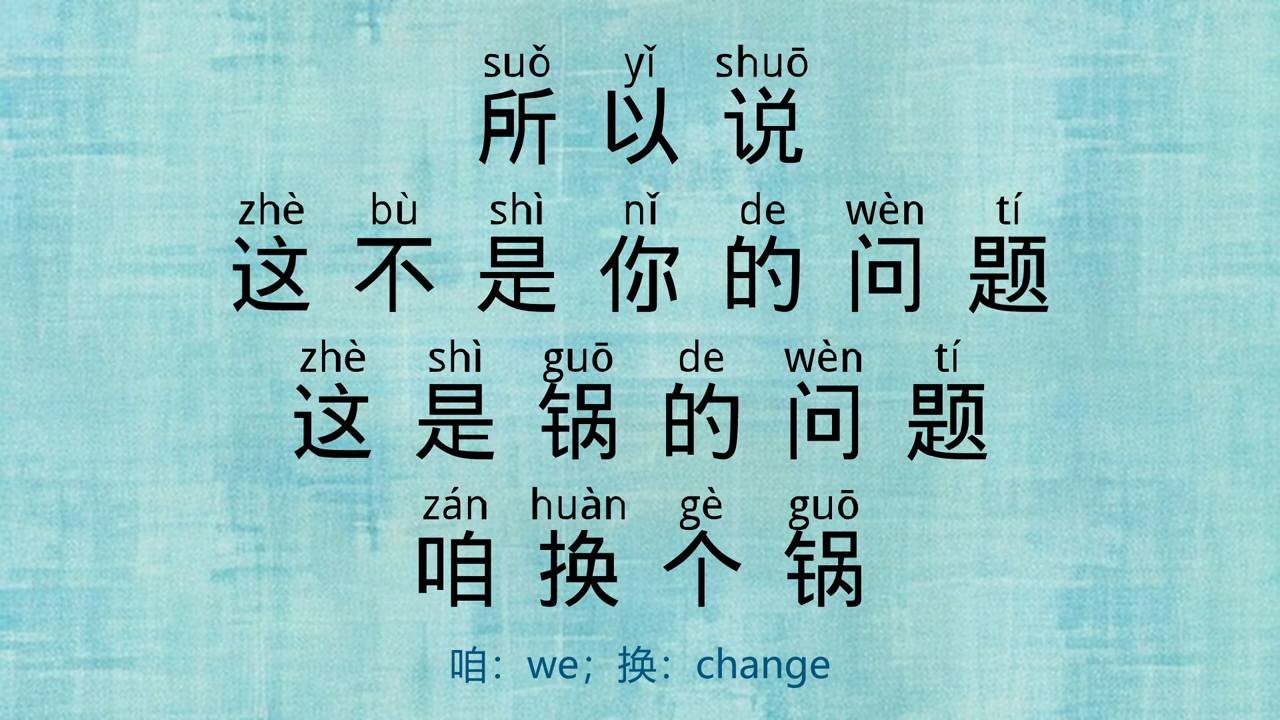 suǒ yǐ shuō
所以说
zhè bù shì nǐ de wèn tí
这不是你的问题
zhè shì guō de wèn tí
这是锅的问题
zán huàn gè guō
咱换个锅
咱：we；换：change